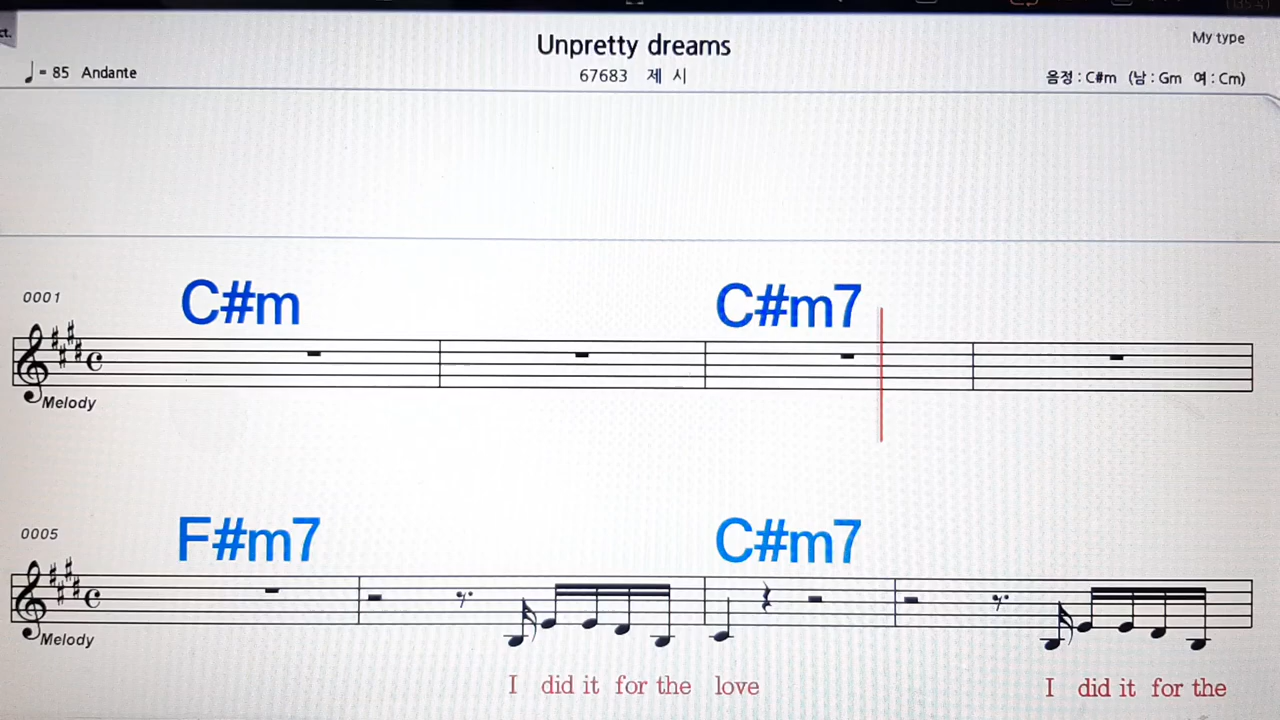 ct.
Unpretty dreams
My type
♩= 85 Andante
67683 제 시
음정 : C#m (남 : Gm 여 : Cm)
0001
C#m
C#m7
Melody
0005
F#m7
C#m7
Melody
I did it for the love
I did it for the